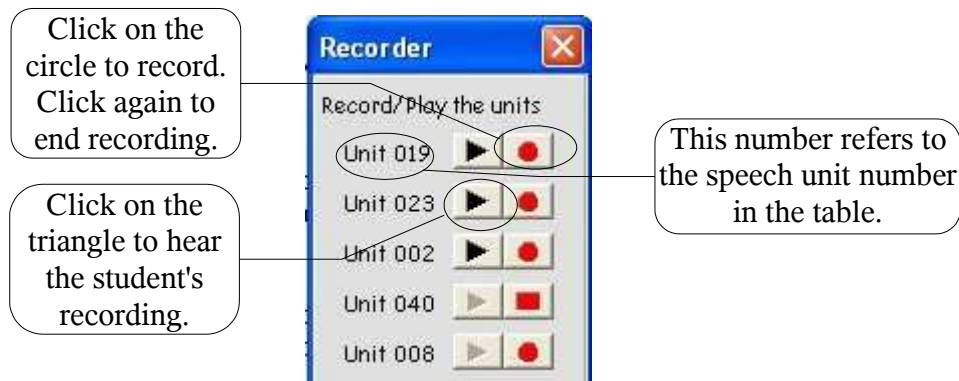 Click on the
circle to record.
Click again to
end recording.
Click on the
triangle to hear
the student's
recording.
Recorder
Record/Play the units
Unit 019
Unit 023
Unit 002
Unit 040
Unit 008
This number refers to
the speech unit number
in the table.